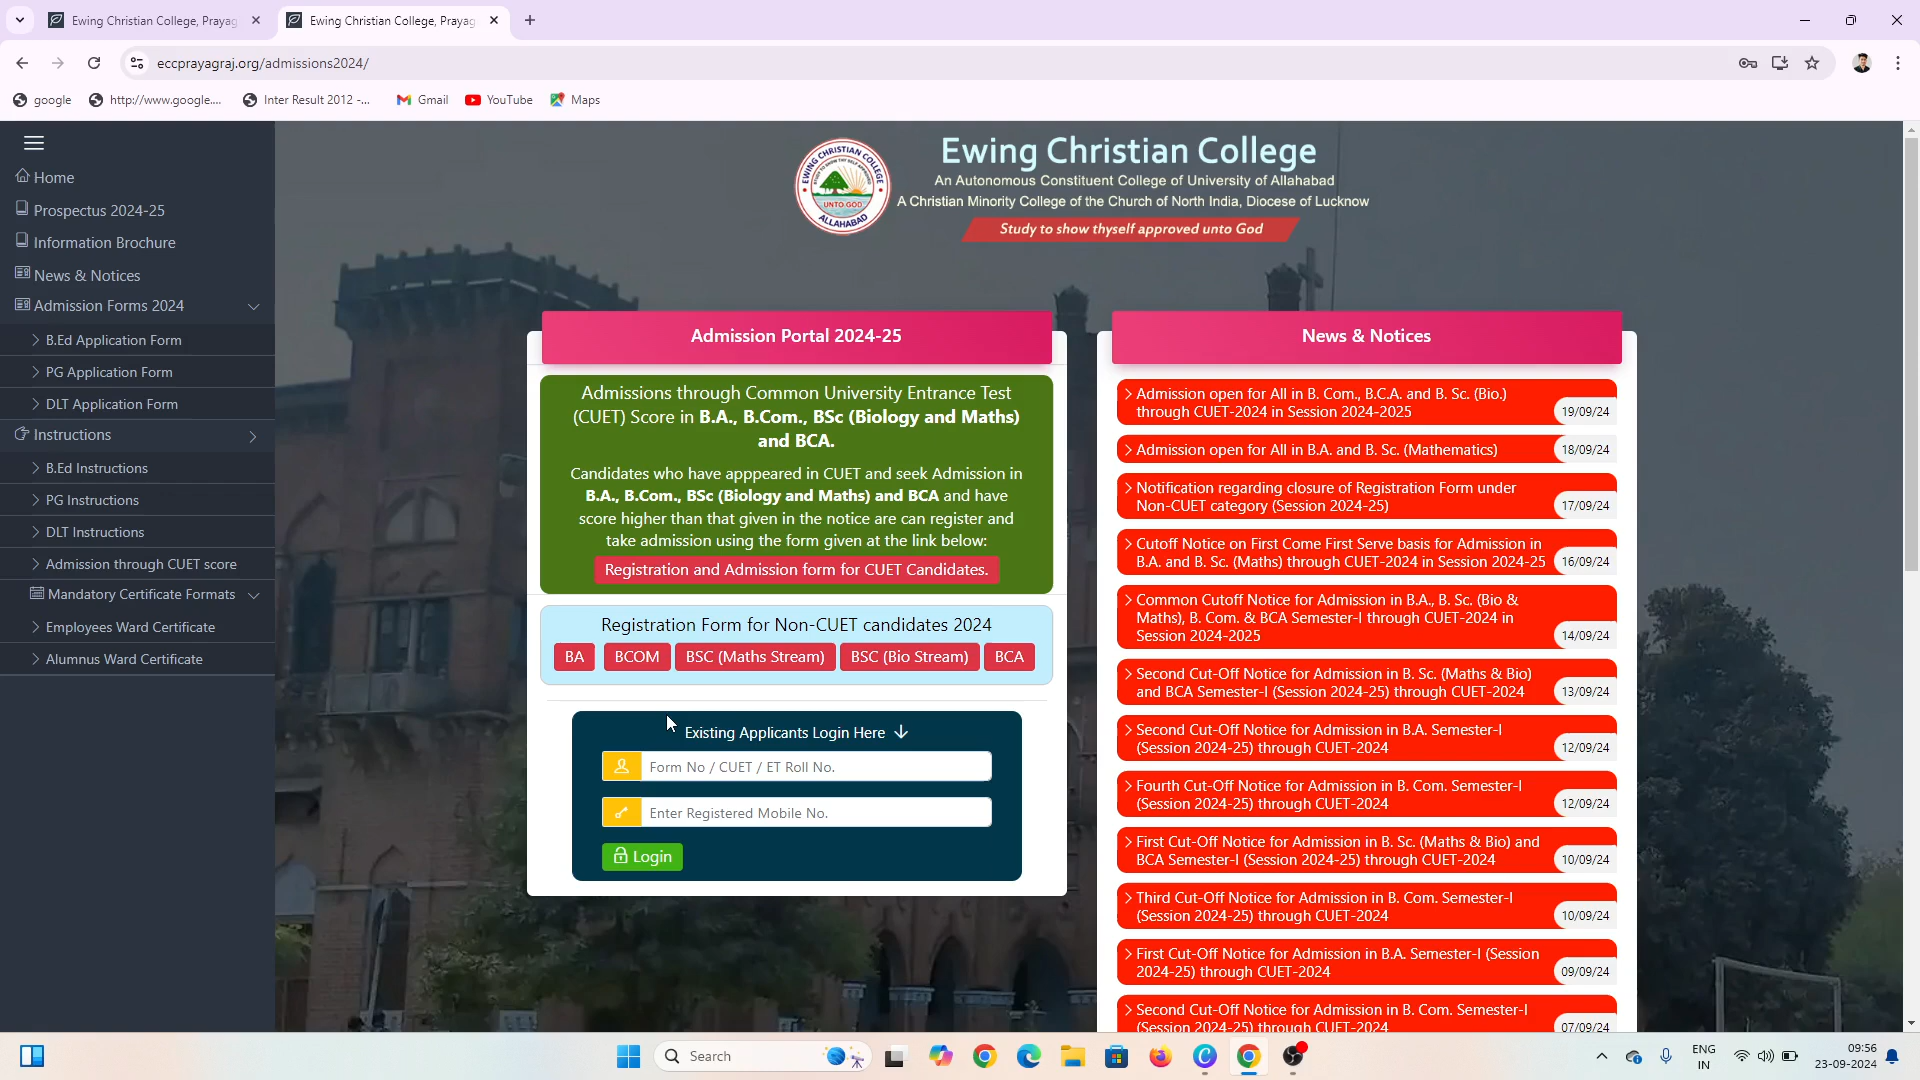 Ewing Christian College, Prayag
Ewing Christian College, Prayag
eccprayagraj.org/admissions2024/
google
http://www.google....
Inter Result 2012 -...
Gmail
YouTube
Maps
Home
Prospectus 2024-25
Information Brochure
News & Notices
Admission Forms 2024
B.Ed Application Form
PG Application Form
DLT Application Form
Instructions
B.Ed Instructions
PG Instructions
DLT Instructions
Admission through CUET score
Mandatory Certificate Formats
Employees Ward Certificate
Alumnus Ward Certificate
EWING CHRISTIAN COLLEGE
UNTO GOD
ALLAHABAD
Ewing Christian College
An Autonomous Constituent College of University of Allahabad
A Christian Minority College of the Church of North India, Diocese of Lucknow
Study to show thyself approved unto God
Admission Portal 2024-25
Admissions through Common University Entrance Test
(CUET) Score in B.A., B.Com., BSc (Biology and Maths)
and BCA.
Candidates who have apppeared in CUET and seek Admission in
B.A., B.Com., BSc (Biology and Maths) and BCA and have
score higher than that given in the notice are can register and
take admission using the form given at the link below:
Registration and Admission form for CUET Candidates.
Registration Form for Non-CUET candidates 2024
BA BCOM BSC (Maths Stream) BSC (Bio Stream) BCA
Existing Applicants Login Here
Form No / CUET / ET Roll No.
Enter Registered Mobile No.
Login
News & Notices
Admission open for All in B. Com., B.C.A. and B. Sc. (Bio.)
through CUET-2024 in Session 2024-2025
19/09/24
Admission open for All in B.A. and B. Sc. (Mathematics)
18/09/24
Notification regarding closure of Registration Form under
Non-CUET category (Session 2024-25)
17/09/24
Cutoff Notice on First Come First Serve basis for Admission in
B.A. and B. Sc. (Maths) through CUET-2024 in Session 2024-25
16/09/24
Common Cutoff Notice for Admission in B.A., B. Sc. (Bio &
Maths), B. Com. & BCA Semester-I through CUET-2024 in
Session 2024-2025
14/09/24
Second Cut-Off Notice for Admission in B. Sc. (Maths & Bio)
and BCA Semester-I (Session 2024-25) through CUET-2024
13/09/24
Second Cut-Off Notice for Admission in B.A. Semester-I
(Session 2024-25) through CUET-2024
12/09/24
Fourth Cut-Off Notice for Admission in B. Com. Semester-I
(Session 2024-25) through CUET-2024
12/09/24
First Cut-Off Notice for Admission in B. Sc. (Maths & Bio) and
BCA Semester-I (Session 2024-25) through CUET-2024
10/09/24
Third Cut-Off Notice for Admission in B. Com. Semester-I
(Session 2024-25) through CUET-2024
10/09/24
First Cut-Off Notice for Admission in B.A. Semester-I (Session
2024-25) through CUET-2024
09/09/24
Second Cut-Off Notice for Admission in B. Com. Semester-I
(Session 2024-25) through CUET-2024
07/09/24
Search
ENG
IN
09:56
23-09-2024